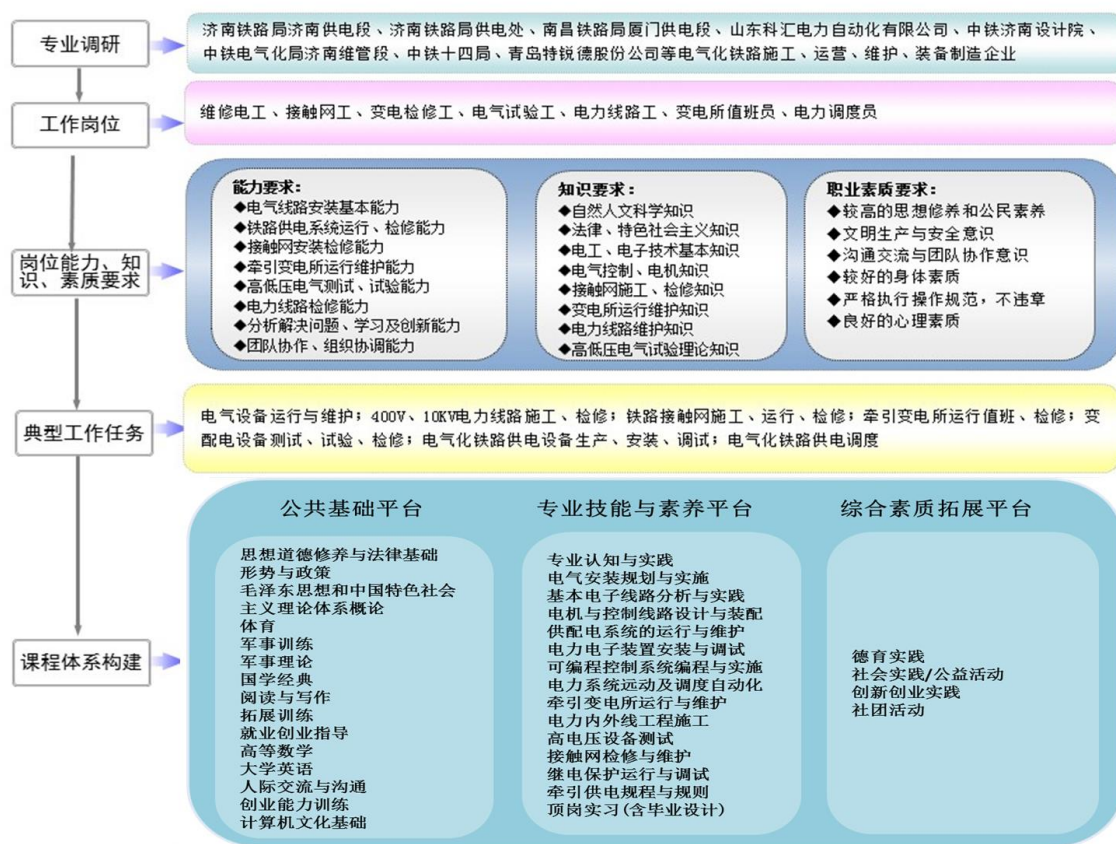 专业调研
济南铁路局济南供电段、济南铁路局供电处、南昌铁路局厦门供电段、山东科汇电力自动化有限公司、中铁济南设计院、
中铁电气化局济南维管段、中铁十四局、青岛特锐德股份公司等电气化铁路施工、运营、维护、装备制造企业
工作岗位
维修电工、接触网工、变电检修工、电气试验工、电力线路工、变电所值班员、电力调度员
岗位能力、知
识、素质要求
能力要求:
◆电气线路安装基本能力
◆铁路供电系统运行、检修能力
◆接触网安装检修能力
◆牵引变电所运行维护能力
◆高低压电气测试、试验能力
◆电力线路检修能力
◆分析解决问题、学习及创新能力
◆团队协作、组织协调能力
知识要求:
◆自然人文科学知识
◆法律、特色社会主义知识
◆电工、电子技术基本知识
◆电气控制、电机知识
◆接触网施工、检修知识
◆变电所运行维护知识
◆电力线路维护知识
◆高低压电气试验理论知识
职业素质要求:
◆较高的思想修养和公民素养
◆文明生产与安全意识
◆沟通交流与团队协作意识
◆较好的身体素质
◆严格执行操作规范，不违章
◆良好的心理素质
典型工作任务
电气设备运行与维护；400V、10KV电力线路施工、检修；铁路接触网施工、运行、检修；牵引变电所运行值班、检修；变
配电设备测试、试验、检修；电气化铁路供电设备生产、安装、调试；电气化铁路供电调度
课程体系构建
公共基础平台
思想道德修养与法律基础
形势与政策
毛泽东思想和中国特色社会
主义理论体系概论
体育
军事训练
军事理论
国学经典
阅读与写作
拓展训练
就业创业指导
高等数学
大学英语
人际交流与沟通
创业能力训练
计算机文化基础
专业技能与素养平台
专业认知与实践
电气安装规划与实施
基本电子线路分析与实践
电机与控制线路设计与装配
供配电系统的运行与维护
电力电子装置安装与调试
可编程控制系统编程与实施
电力系统远动及调度自动化
牵引变电所运行与维护
电力内外线工程施工
高电压设备测试
接触网检修与维护
继电保护运行与调试
牵引供电规程与规则
顶岗实习(含毕业设计)
综合素质拓展平台
德育实践
社会实践/公益活动
创新创业实践
社团活动